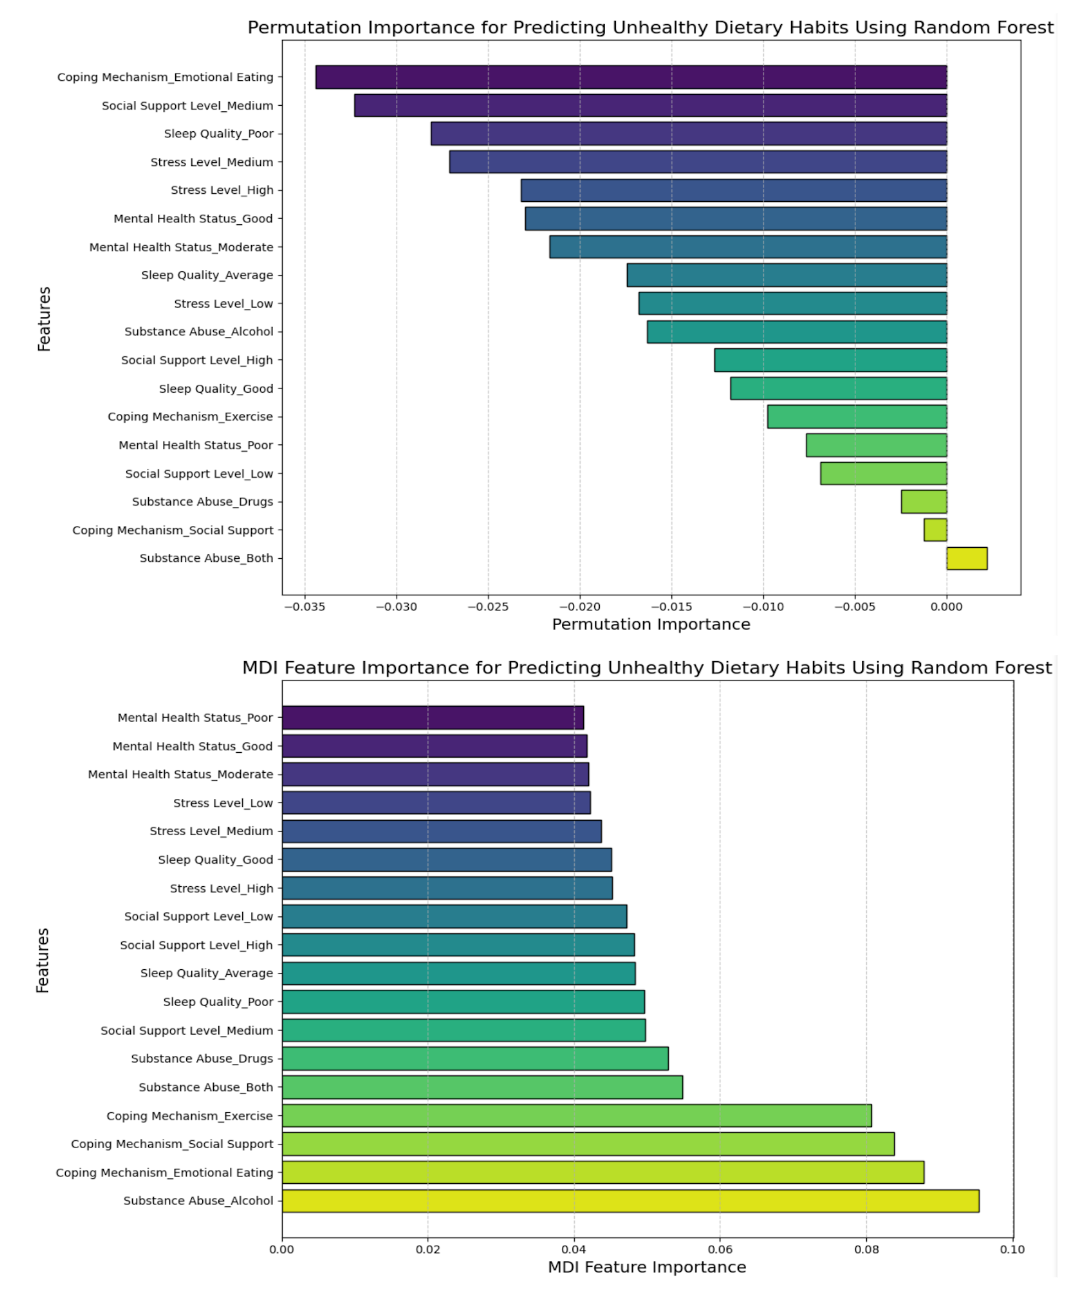 Permutation Importance for Predicting Unhealthy Dietary Habits Using Random Forest
Features
Coping Mechanism_Emotional Eating
Social Support Level_Medium
Sleep Quality_Poor
Stress Level_Medium
Stress Level_High
Mental Health Status_Good
Mental Health Status_Moderate
Sleep Quality_Average
Stress Level_Low
Substance Abuse_Alcohol
Social Support Level_High
Sleep Quality_Good
Coping Mechanism_Exercise
Mental Health Status_Poor
Social Support Level_Low
Substance Abuse_Drugs
Coping Mechanism_Social Support
Substance Abuse_Both
−0.035 −0.030 −0.025 −0.020 −0.015 −0.010 −0.005 0.000
Permutation Importance
MDI Feature Importance for Predicting Unhealthy Dietary Habits Using Random Forest
Features
Mental Health Status_Poor
Mental Health Status_Good
Mental Health Status_Moderate
Stress Level_Low
Stress Level_Medium
Sleep Quality_Good
Stress Level_High
Social Support Level_Low
Social Support Level_High
Sleep Quality_Average
Sleep Quality_Poor
Social Support Level_Medium
Substance Abuse_Drugs
Substance Abuse_Both
Coping Mechanism_Exercise
Coping Mechanism_Social Support
Coping Mechanism_Emotional Eating
Substance Abuse_Alcohol
0.00 0.02 0.04 0.06 0.08 0.10
MDI Feature Importance